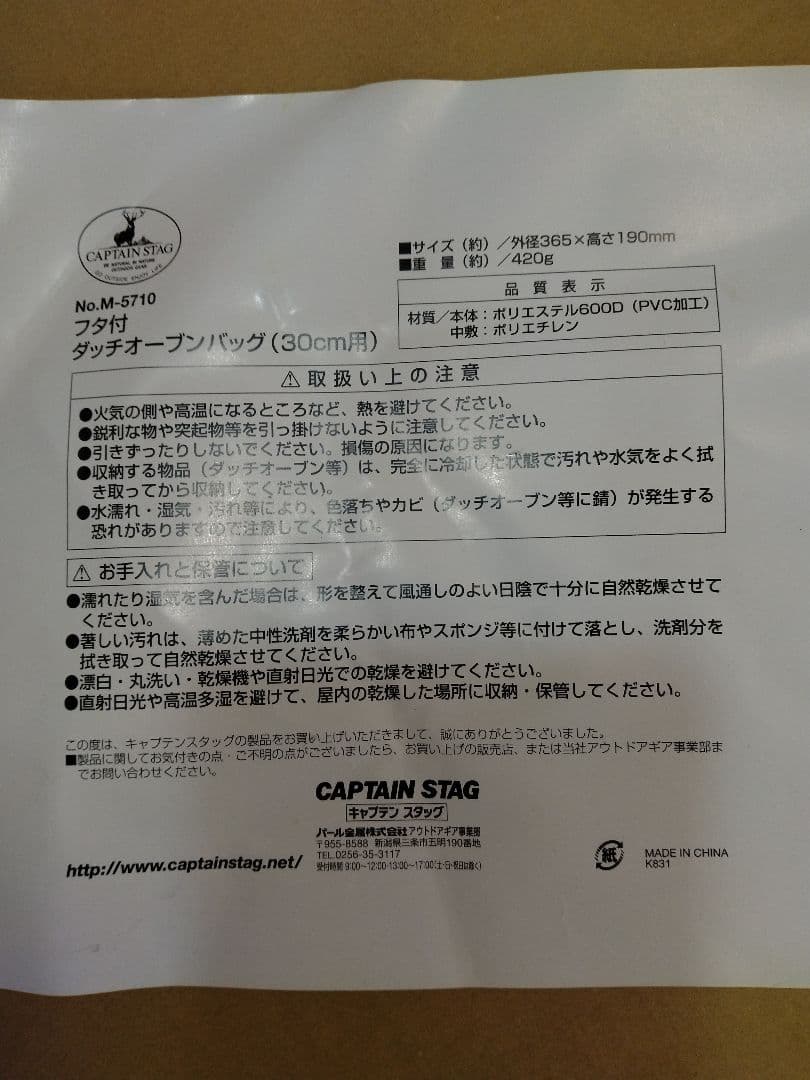 CAPTAIN STAG
BE NATURAL IN NATURE
OUTDOOR GEAR
GO OUTSIDE ENJOY LIFE
No.M-5710
フタ付
ダッチオーブンバッグ(30cm用)
■サイズ(約)/外径365×高さ190mm
■重 量(約)/420g
品質表示
材質/本体:ポリエステル600D(PVC加工)
中敷:ポリエチレン
⚠取扱い上の注意
●火気の側や高温になるところなど、熱を避けてください。
●鋭利な物や突起物等を引っ掛けないように注意してください。
●引きずったりしないでください。損傷の原因になります。
●収納する物品(ダッチオーブン等)は、完全に冷却した状態で汚れや水気をよく拭
き取ってから収納してください。
●水濡れ・湿気・汚れ等により、色落ちやカビ(ダッチオーブン等に錆)が発生する
恐れがありますので注意してください。
⚠お手入れと保管について
●濡れたり湿気を含んだ場合は、形を整えて風通しのよい日陰で十分に自然乾燥させて
ください。
●著しい汚れは、薄めた中性洗剤を柔らかい布やスポンジ等に付けて落とし、洗剤分を
拭き取って自然乾燥させてください。
●漂白・丸洗い・乾燥機や直射日光での乾燥を避けてください。
●直射日光や高温多湿を避けて、屋内の乾燥した場所に収納・保管してください。
この度は、キャプテンスタッグの製品をお買い上げいただきまして、誠にありがとうございました。
■製品に関してお気付きの点・ご不明の点がございましたら、お買い上げの販売店、または当社アウトドアギア事業部ま
でお問い合わせください。
CAPTAIN STAG
キャプテン スタッグ
パール金属株式会社アウトドアギア事業部
〒955-8588 新潟県三条市五明190番地
TEL.0256-35-3117
受付時間 9:00~12:00・13:00~17:00(土・日・祝日は除く)
http://www.captainstag.net/
紙
MADE IN CHINA
K831